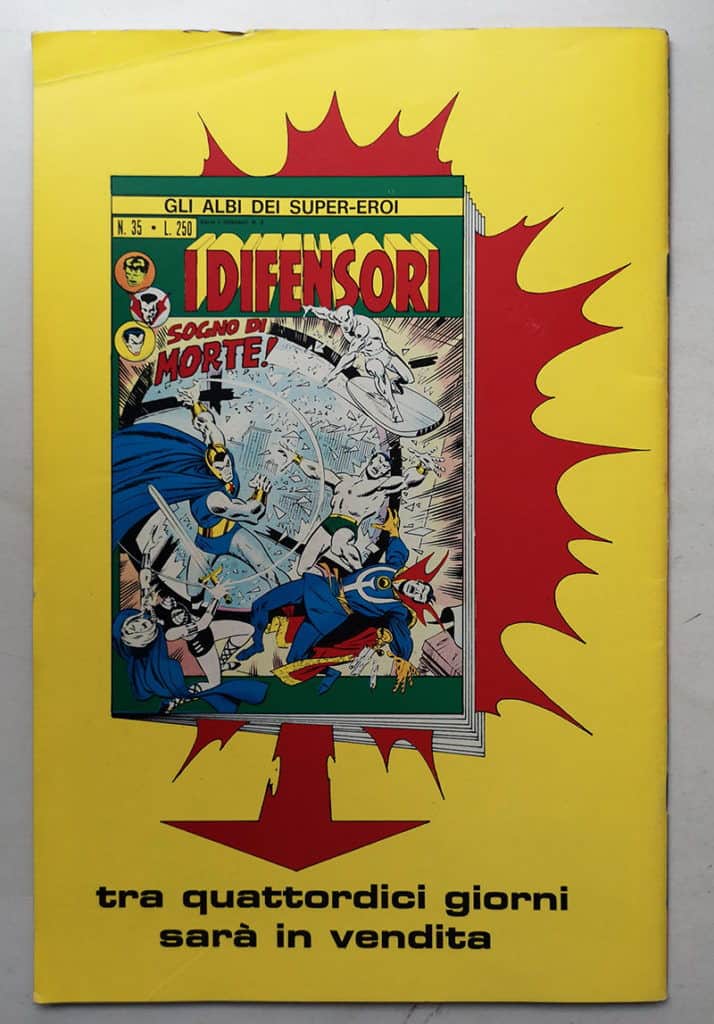 GLI ALBI DEI SUPER-EROI
N. 35 • L. 250
I DIFENSORI
SOGNO DI
MORTE!
tra quattordici giorni
sarà in vendita